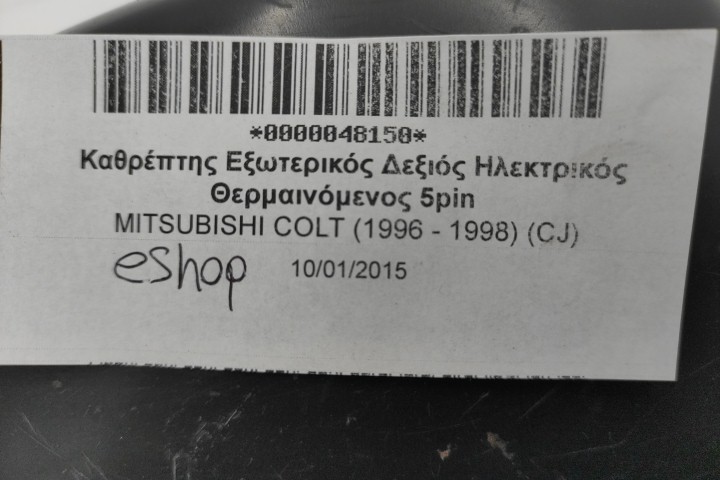 *0000048150*
Καθρέπτης Εξωτερικός Δεξιός Ηλεκτρικός
Θερμαινόμενος 5pin
MITSUBISHI COLT (1996 - 1998) (CJ)
eshop 10/01/2015